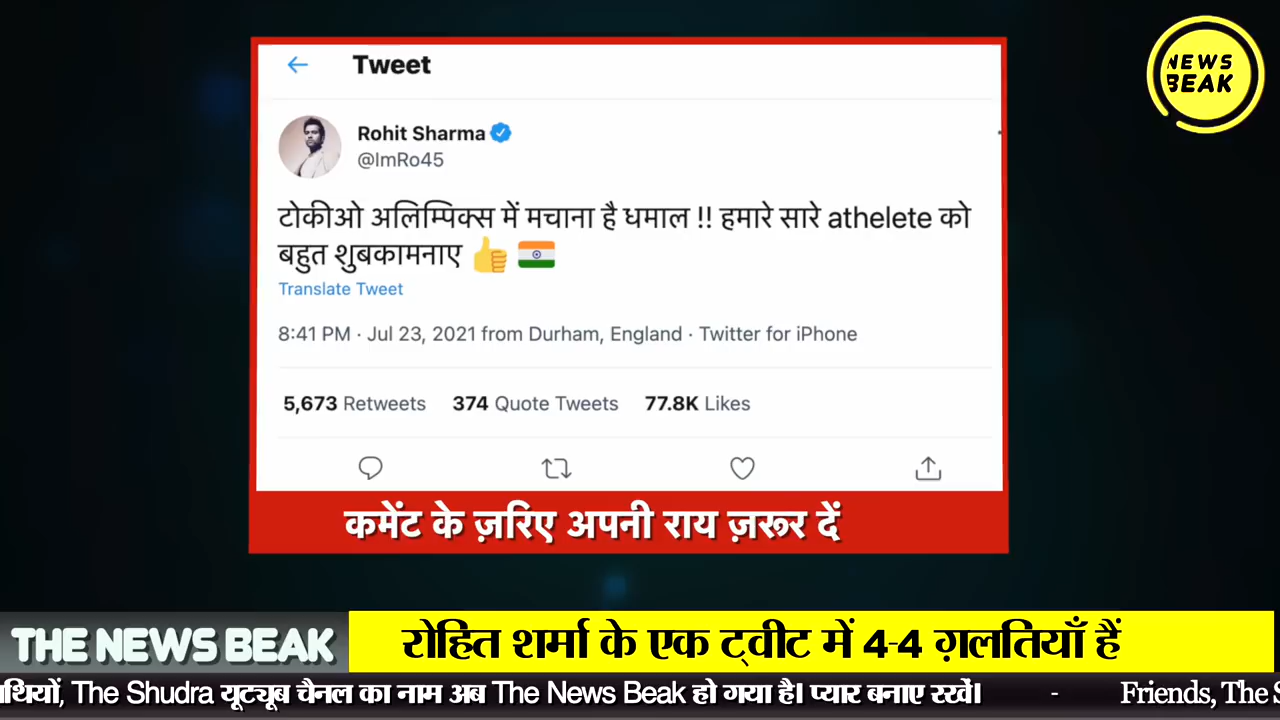 NEWS
BEAK
Tweet
Rohit Sharma
@ImRo45
टोकीओ अलिम्पिक्स में मचाना है धमाल !! हमारे सारे athelete को
बहुत शुबकामनाए 👍 🇮🇳
Translate Tweet
8:41 PM · Jul 23, 2021 from Durham, England · Twitter for iPhone
5,673 Retweets 374 Quote Tweets 77.8K Likes
कमेंट के ज़रिए अपनी राय ज़रूर दें
THE NEWS BEAK
रोहित शर्मा के एक ट्वीट में 4-4 ग़लतियाँ हैं
The Shudra यूट्यूब चैनल का नाम अब The News Beak हो गया है। प्यार बनाए रखें। - Friends, The